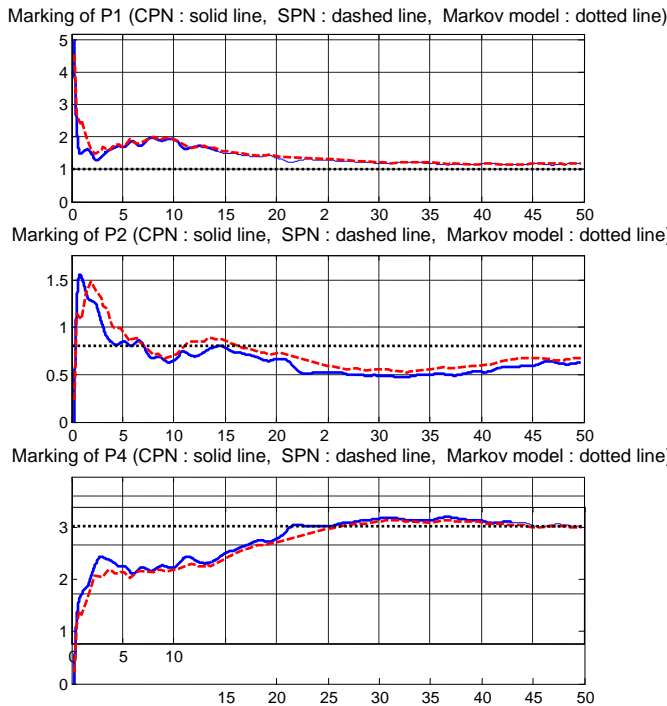 Marking of P1 (CPN : solid line, SPN : dashed line, Markov model : dotted line)
5
4
3
2
1
0
0 5 10 15 20 2 30 35 40 45 50
Marking of P2 (CPN : solid line, SPN : dashed line, Markov model : dotted line)
1.5
1
0.5
0
0 5 10 15 20 2 30 35 40 45 50
Marking of P4 (CPN : solid line, SPN : dashed line, Markov model : dotted line)
3
2
1
0 5 10
0
15 20 25 30 35 40 45 50